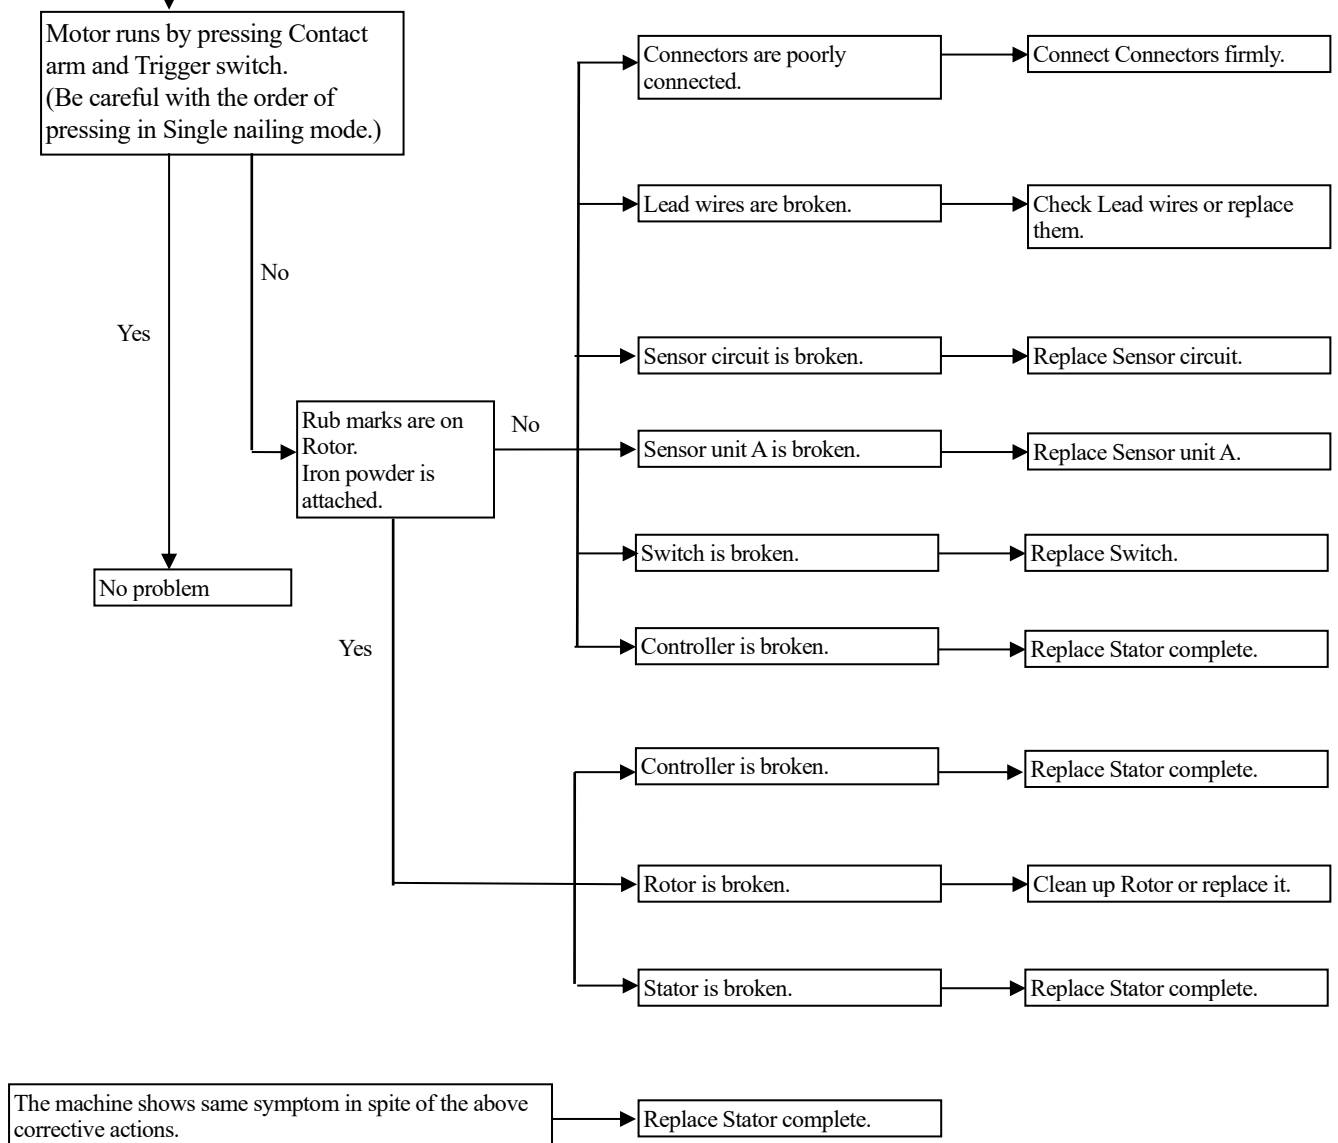 Motor runs by pressing Contact
arm and Trigger switch.
(Be careful with the order of
pressing in Single nailing mode.)
Connectors are poorly
connected.
Connect Connectors firmly.
Lead wires are broken.
Check Lead wires or replace
them.
No
Yes
Sensor circuit is broken.
Replace Sensor circuit.
Rub marks are on
Rotor.
Iron powder is
attached.
No
Sensor unit A is broken.
Replace Sensor unit A.
Switch is broken.
Replace Switch.
No problem
Yes
Controller is broken.
Replace Stator complete.
Controller is broken.
Replace Stator complete.
Rotor is broken.
Clean up Rotor or replace it.
Stator is broken.
Replace Stator complete.
The machine shows same symptom in spite of the above
corrective actions.
Replace Stator complete.